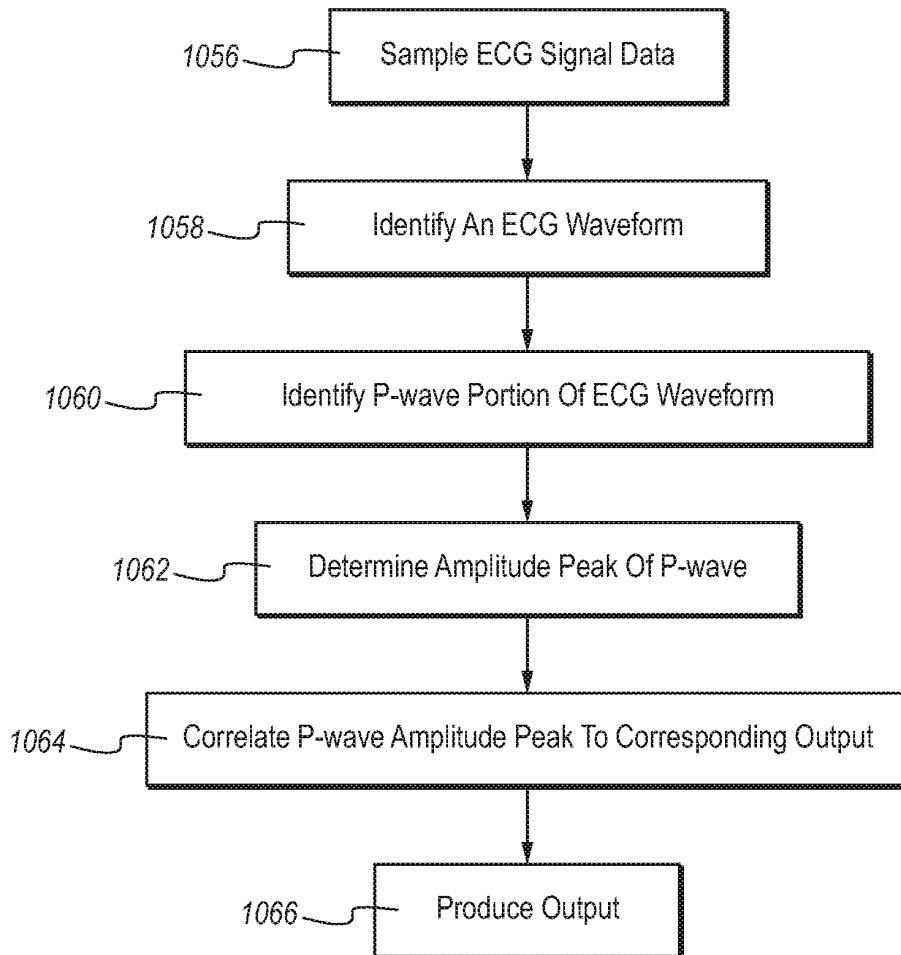 1056
Sample ECG Signal Data
1058
Identify An ECG Waveform
1060
Identify P-wave Portion Of ECG Waveform
1062
Determine Amplitude Peak Of P-wave
1064
Correlate P-wave Amplitude Peak To Corresponding Output
1066
Produce Output